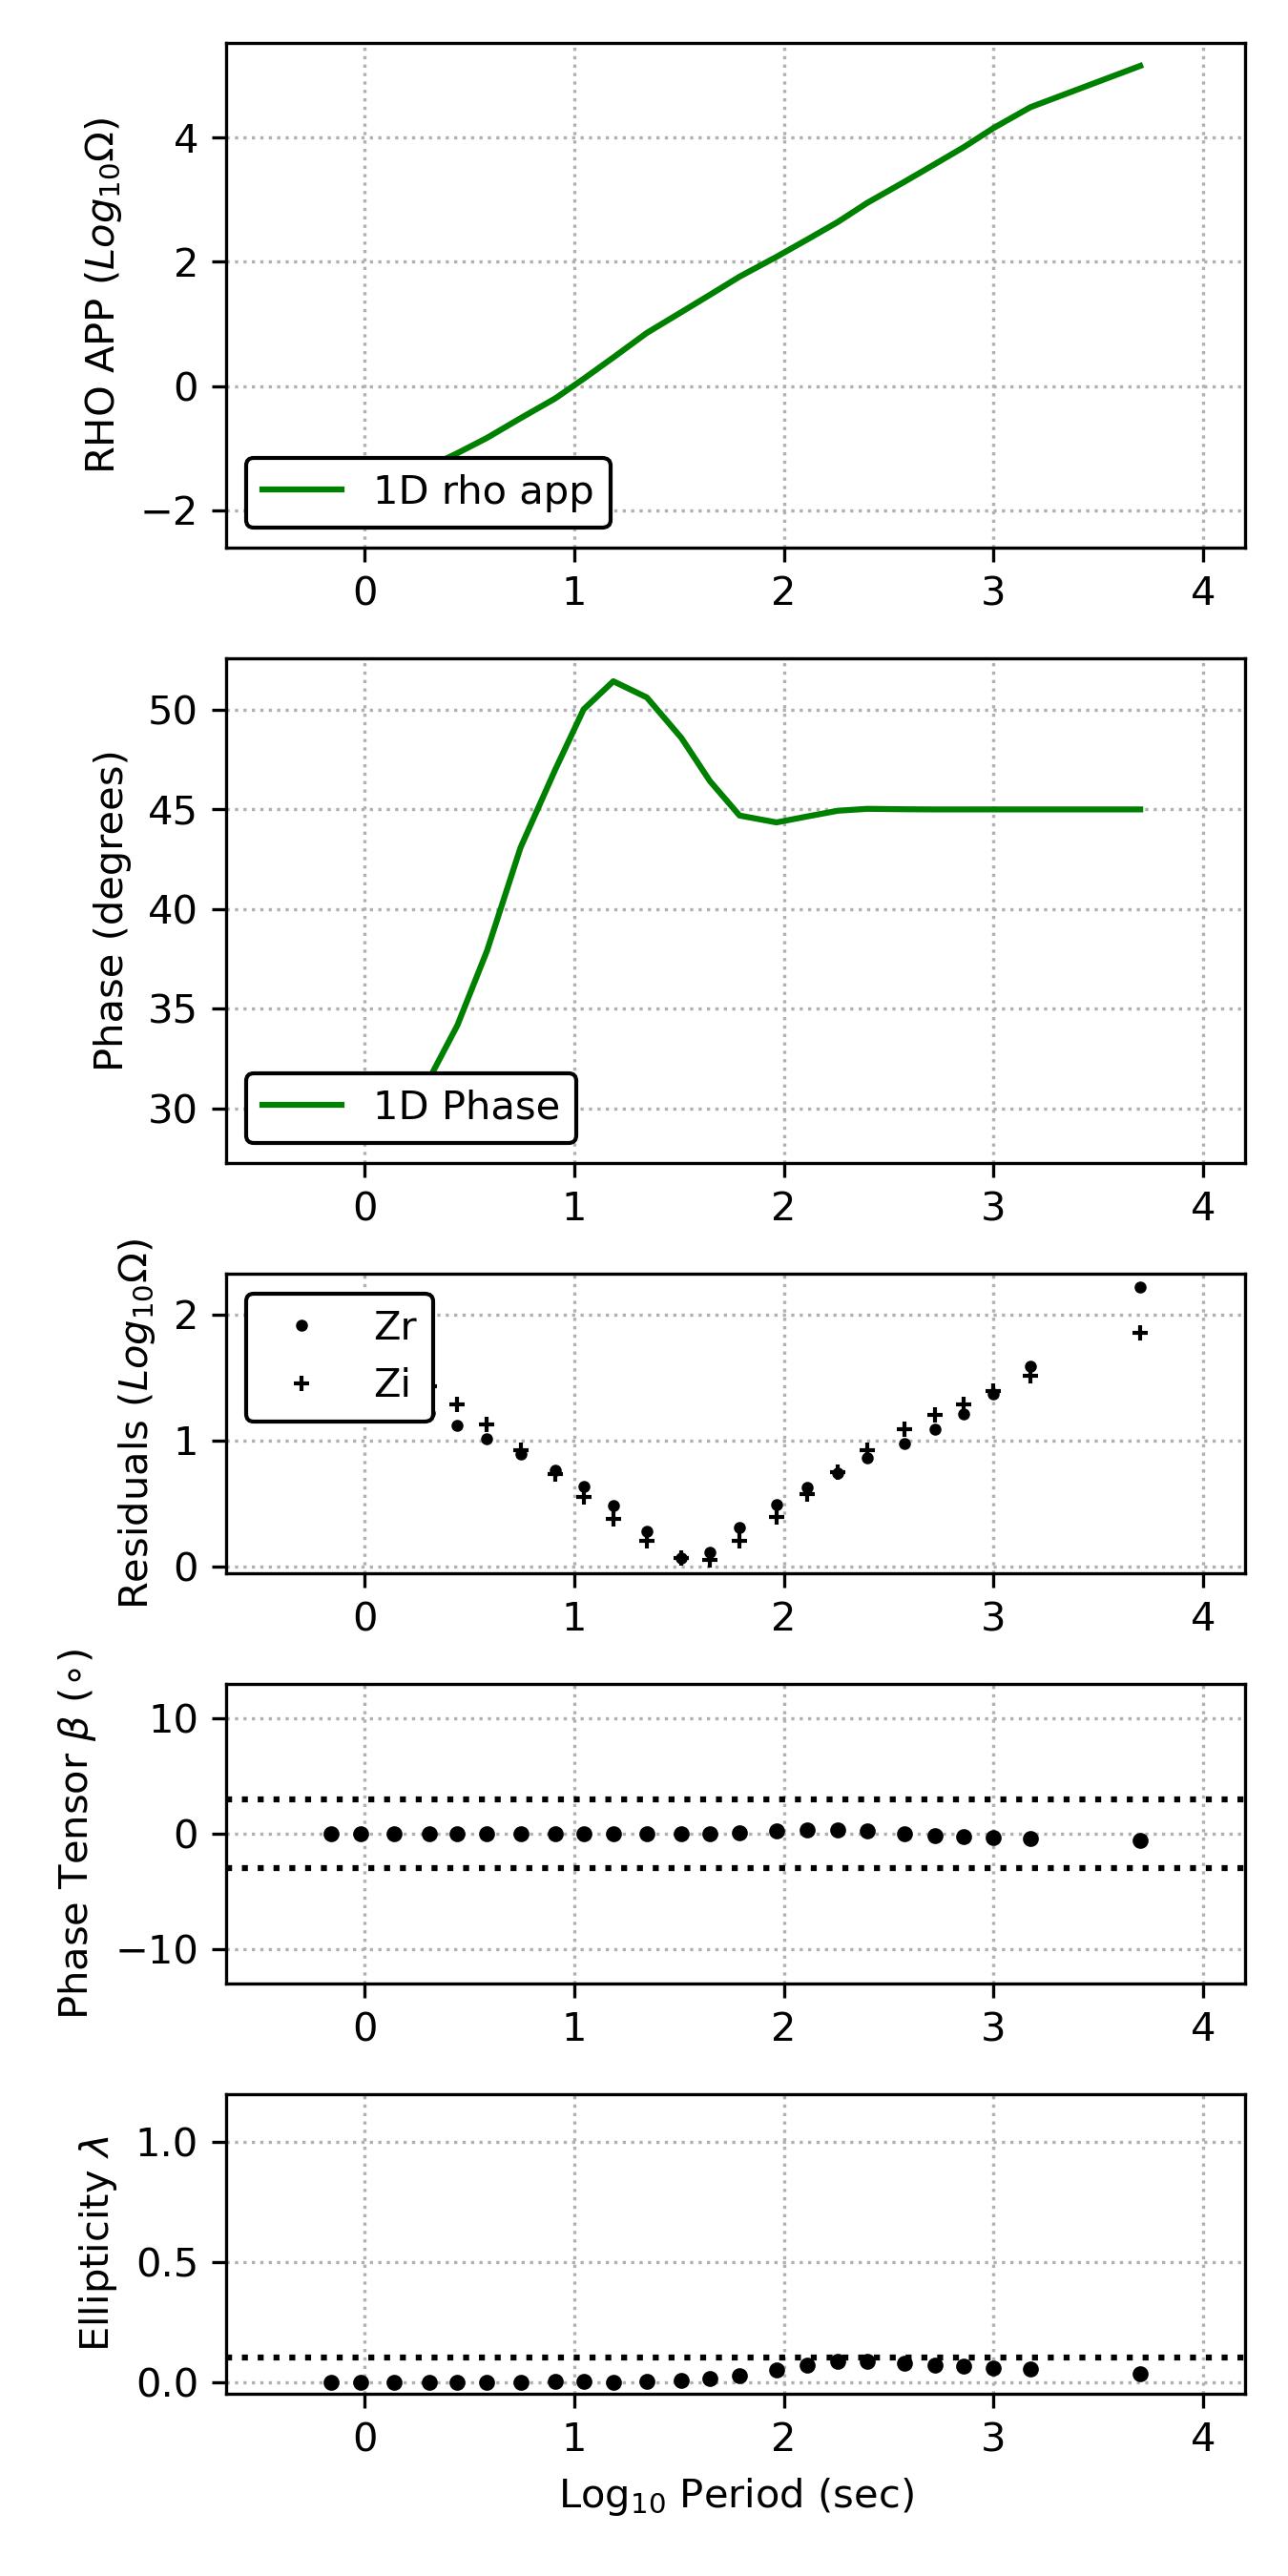 RHO APP (Log₁₀Ω)
4
2
0
−2
1D rho app
0 1 2 3 4
Phase (degrees)
50
45
40
35
30
1D Phase
0 1 2 3 4
Residuals (Log₁₀Ω)
2
1
0
Zr
Zi
0 1 2 3 4
Phase Tensor β (∘)
10
0
−10
0 1 2 3 4
Ellipticity λ
1.0
0.5
0.0
0 1 2 3 4
Log₁₀ Period (sec)